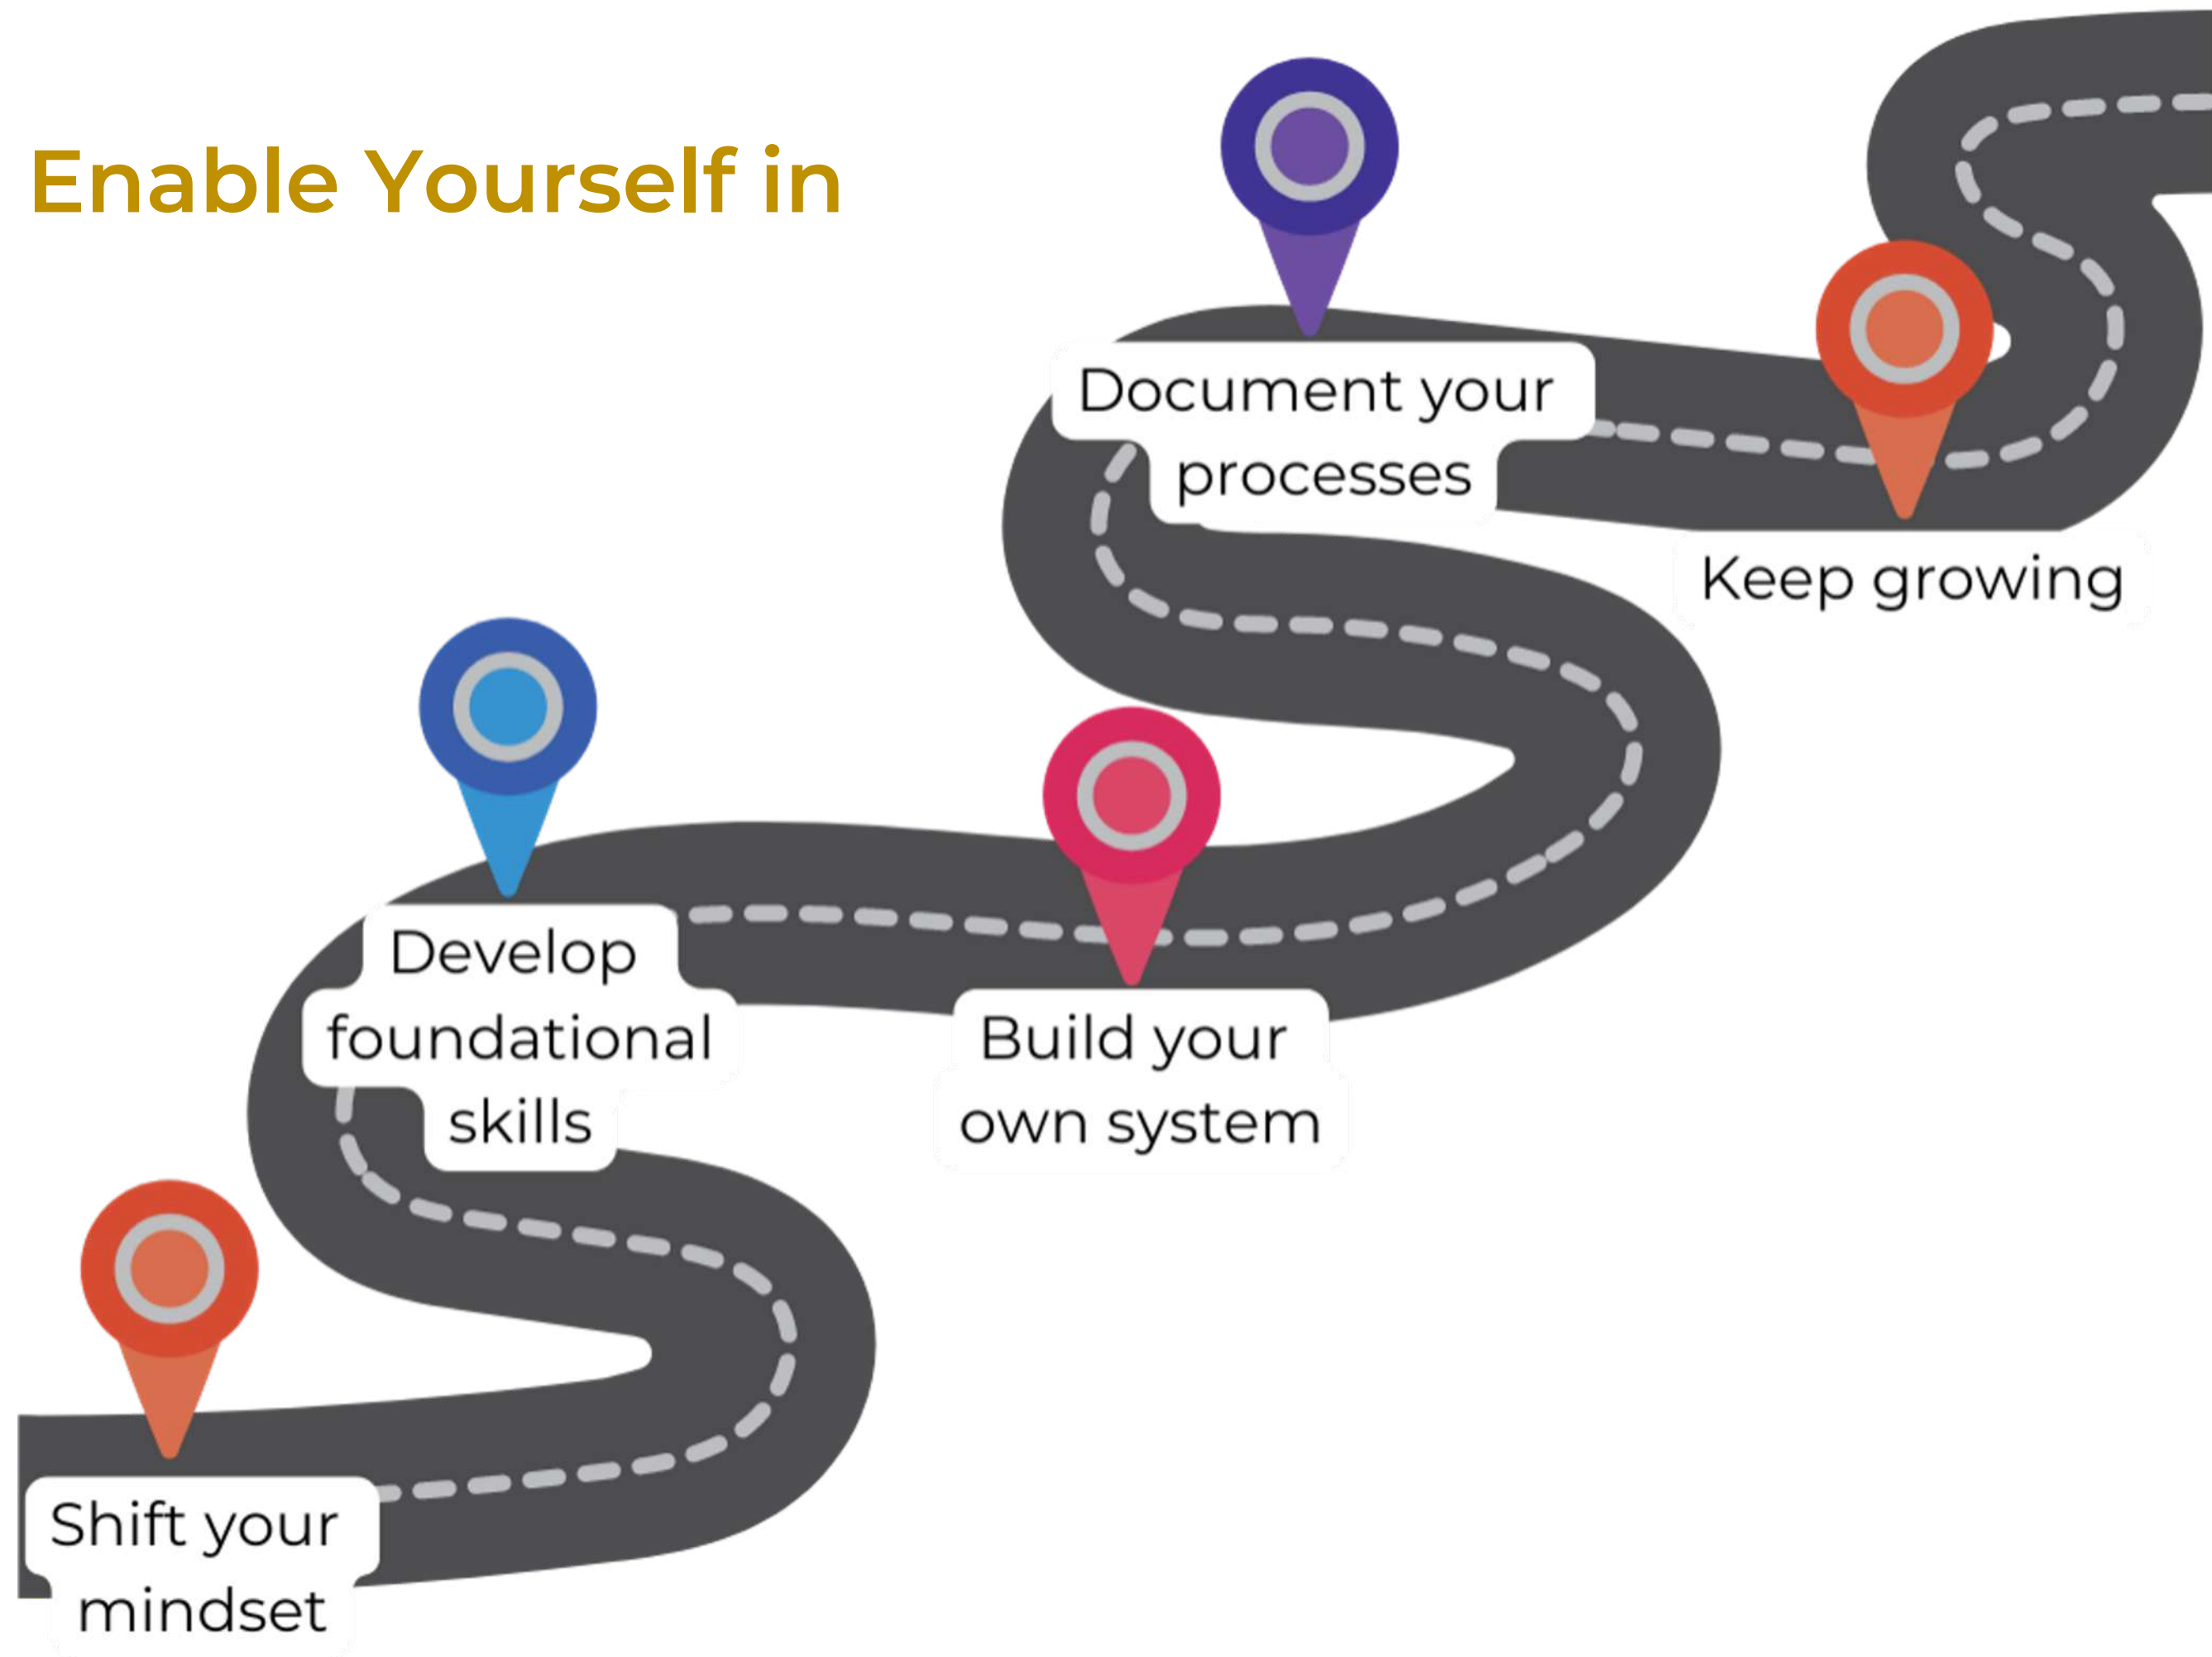 Enable Yourself in
Document your
processes
Keep growing
Develop
foundational
skills
Build your
own system
Shift your
mindset